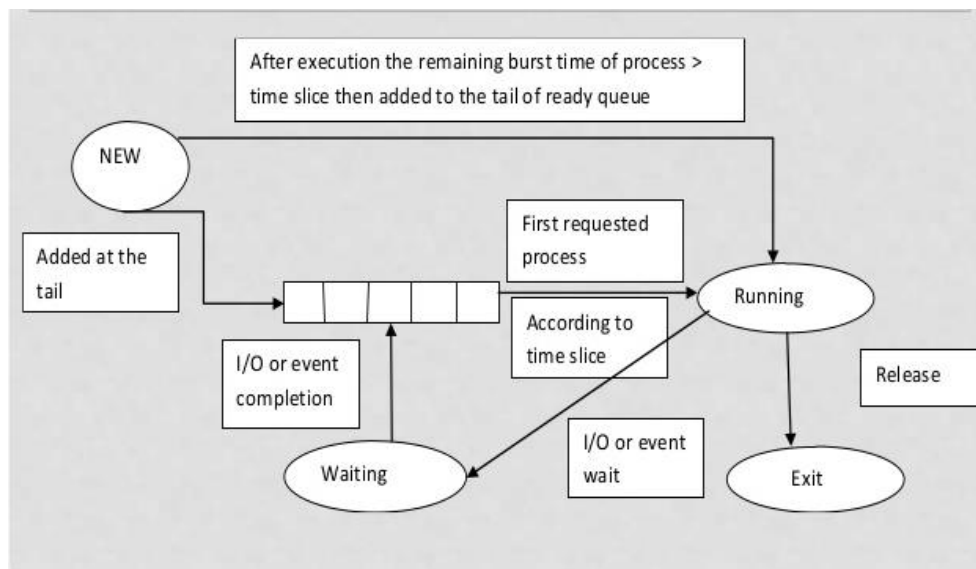 After execution the remaining burst time of process >
time slice then added to the tail of ready queue
NEW
Added at the
tail
First requested
process
Running
According to
time slice
I/O or event
completion
Release
Waiting
I/O or event
wait
Exit